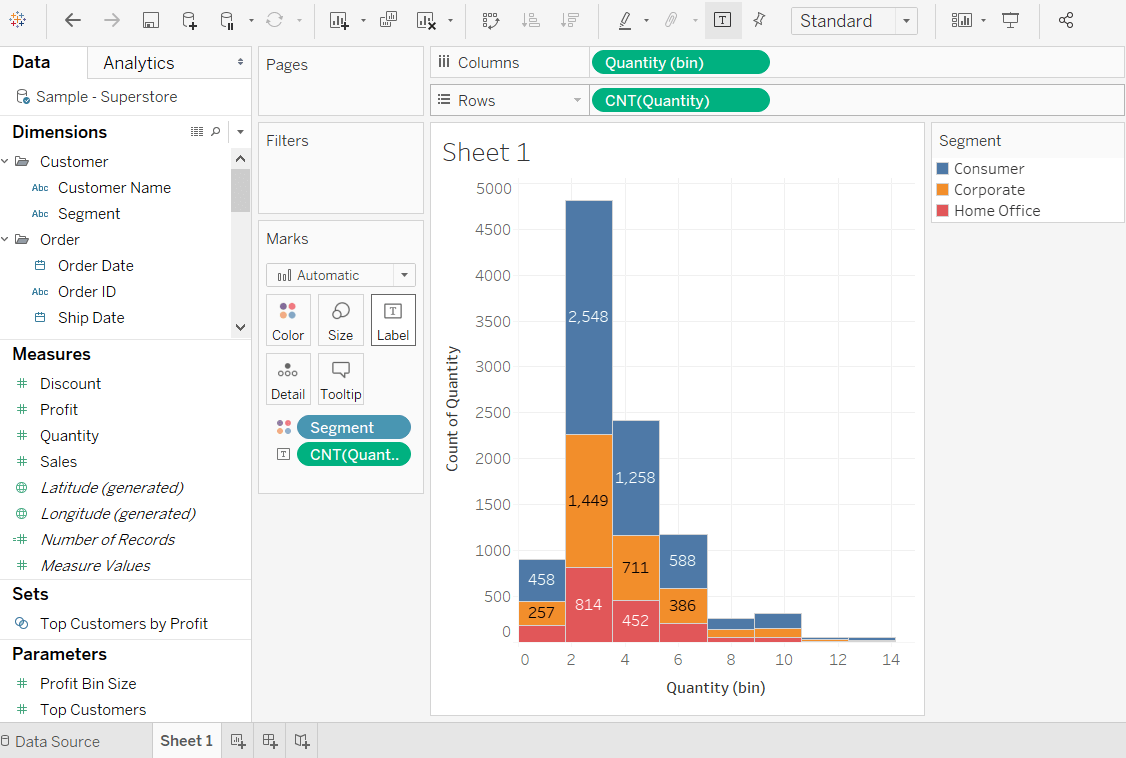 Standard
Data
Analytics
Sample - Superstore
Dimensions
Customer
Abc Customer Name
Abc Segment
Order
Order Date
Abc Order ID
Ship Date
Measures
# Discount
# Profit
# Quantity
# Sales
Latitude (generated)
Longitude (generated)
=# Number of Records
# Measure Values
Sets
Top Customers by Profit
Parameters
# Profit Bin Size
# Top Customers
Pages
Filters
Marks
Automatic
Color
Size
T
Label
Detail
Tooltip
Segment
T CNT(Quant..
Columns
Quantity (bin)
Rows
CNT(Quantity)
Sheet 1
5000
4500
4000
3500
3000
2500
2000
1500
1000
500
0
Count of Quantity
2,548
1,449
1,258
814
711
452
588
386
458
257
0 2 4 6 8 10 12 14
Quantity (bin)
Segment
Consumer
Corporate
Home Office
Data Source
Sheet 1